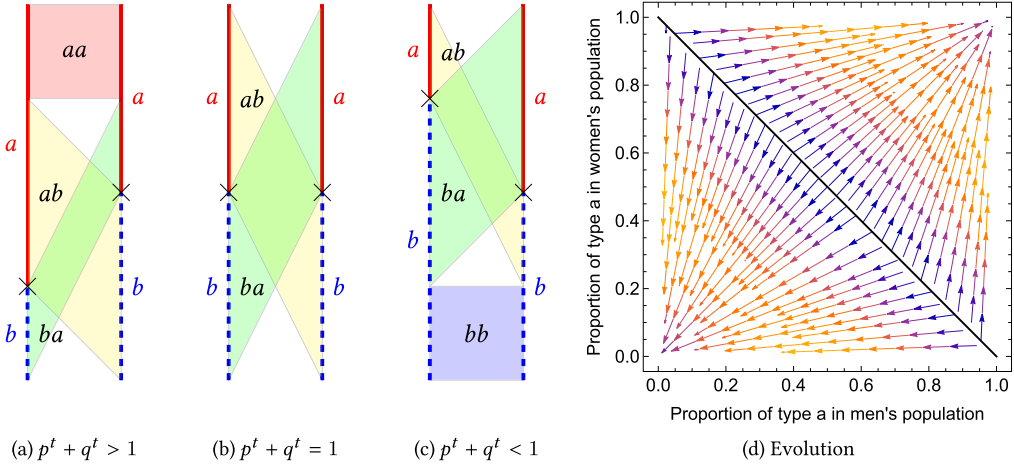 aa
a
a
ab
b
b
ba
(a) p^t + q^t > 1
a
ab
a
b
ba
b
(b) p^t + q^t = 1
a
ab
a
ba
b
b
bb
(c) p^t + q^t < 1
Proportion of type a in women's population
1.0
0.8
0.6
0.4
0.2
0.0
0.0 0.2 0.4 0.6 0.8 1.0
Proportion of type a in men's population
(d) Evolution